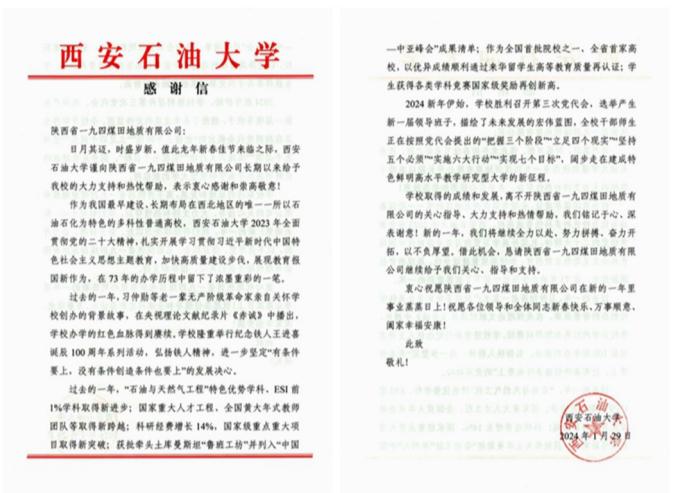 西安石油大学
感谢信
陕西省一九四煤田地质有限公司：
日月其迈，时盛岁新。值此龙年新春佳节来临之际，西安
石油大学谨向陕西省一九四煤田地质有限公司长期以来给予
我校的大力支持和热忱帮助，表示衷心感谢和崇高敬意！
作为我国最早建设、长期布局在西北地区的唯一一所以石
油石化为特色的多科性普通高校，西安石油大学 2023 年全面
贯彻党的二十大精神，扎实开展学习贯彻习近平新时代中国
特色社会主义思想主题教育，加快高质量建设步伐，展现教育报
国新作为，在 73 年的办学历程中留下了浓墨重彩的一笔。
过去的一年，习仲勋等老一辈无产阶级革命家亲自关怀学
校创办的背景故事，在央视理论文献纪录片《赤诚》中播出，
学校办学的红色血脉得到赓续。学校隆重举行纪念铁人王进喜
诞辰 100 周年系列活动，弘扬铁人精神，进一步坚定“有条件
要上，没有条件创造条件也要上”的发展决心。
过去的一年，“石油与天然气工程”特色优势学科、ESI 前
1%学科取得新进步；国家重大人才工程、全国黄大年式教师
团队等取得新跨越；科研经费增长 14%，国家级重点重大项
目取得新突破；获批牵头土库曼斯坦“鲁班工坊”并列入“中国
—中亚峰会”成果清单；作为全国首批院校之一、全省首家高
校，以优异成绩顺利通过来华留学生高等教育质量再认证；学
生获得各类学科竞赛国家级奖励再创新高。
2024 新年伊始，学校胜利召开第三次党代会，选举产生
新一届领导班子，描绘了未来发展的宏伟蓝图，全校干部师生
正在按照党代会提出的“把握三个阶段”“立足四个现实”“坚持
五个必须”“实施六大行动”“实现七个目标”，阔步走在建成特
色鲜明高水平教学研究型大学的新征程。
学校取得的成绩和发展，离不开陕西省一九四煤田地质有
限公司的关心指导、大力支持和热情帮助，我们铭记于心、深
表谢意！新的一年，我们将继续全力以赴、努力拼搏、奋力开
拓，以不负厚望。借此机会，恳请陕西省一九四煤田地质有限
公司继续给予我们关心、指导和支持。
衷心祝愿陕西省一九四煤田地质有限公司在新的一年里
事业蒸蒸日上！祝愿各位领导和全体同志新春快乐、万事顺意、
阖家幸福安康！
此致
敬礼！
西安石油大学
2024 年 1 月 29 日
西安石油大学